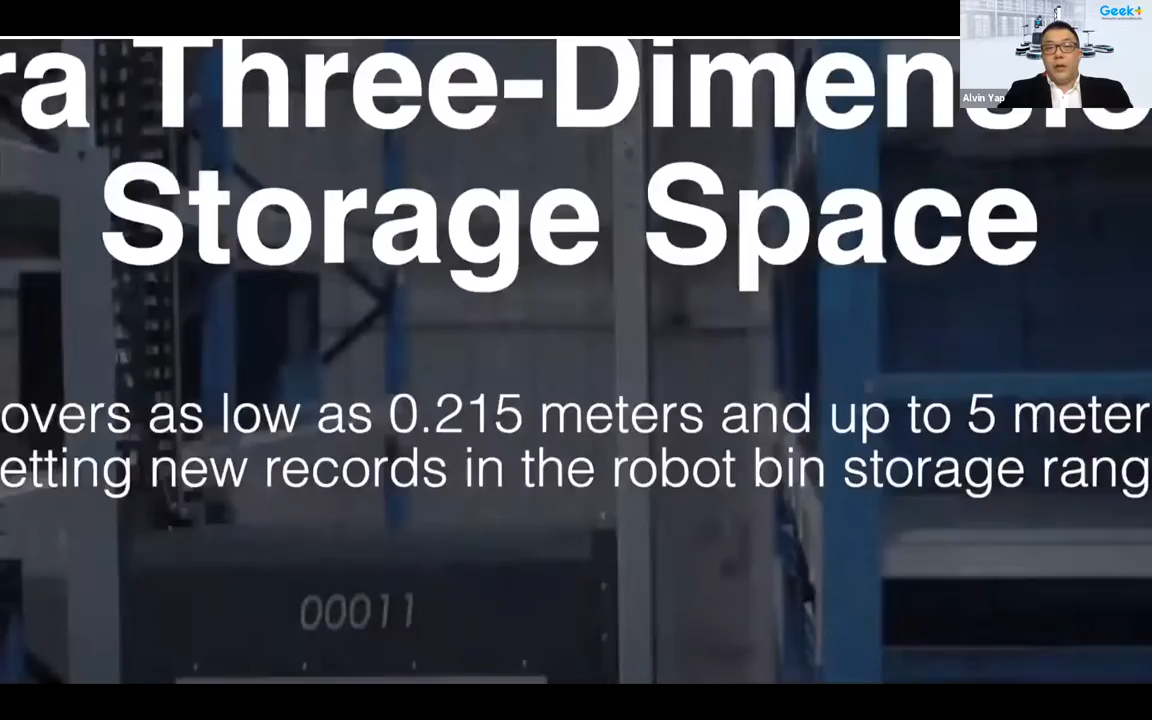 Geek+
Alvin Yap
ra Three-Dimensio
Storage Space
overs as low as 0.215 meters and up to 5 meter
etting new records in the robot bin storage rang
00011